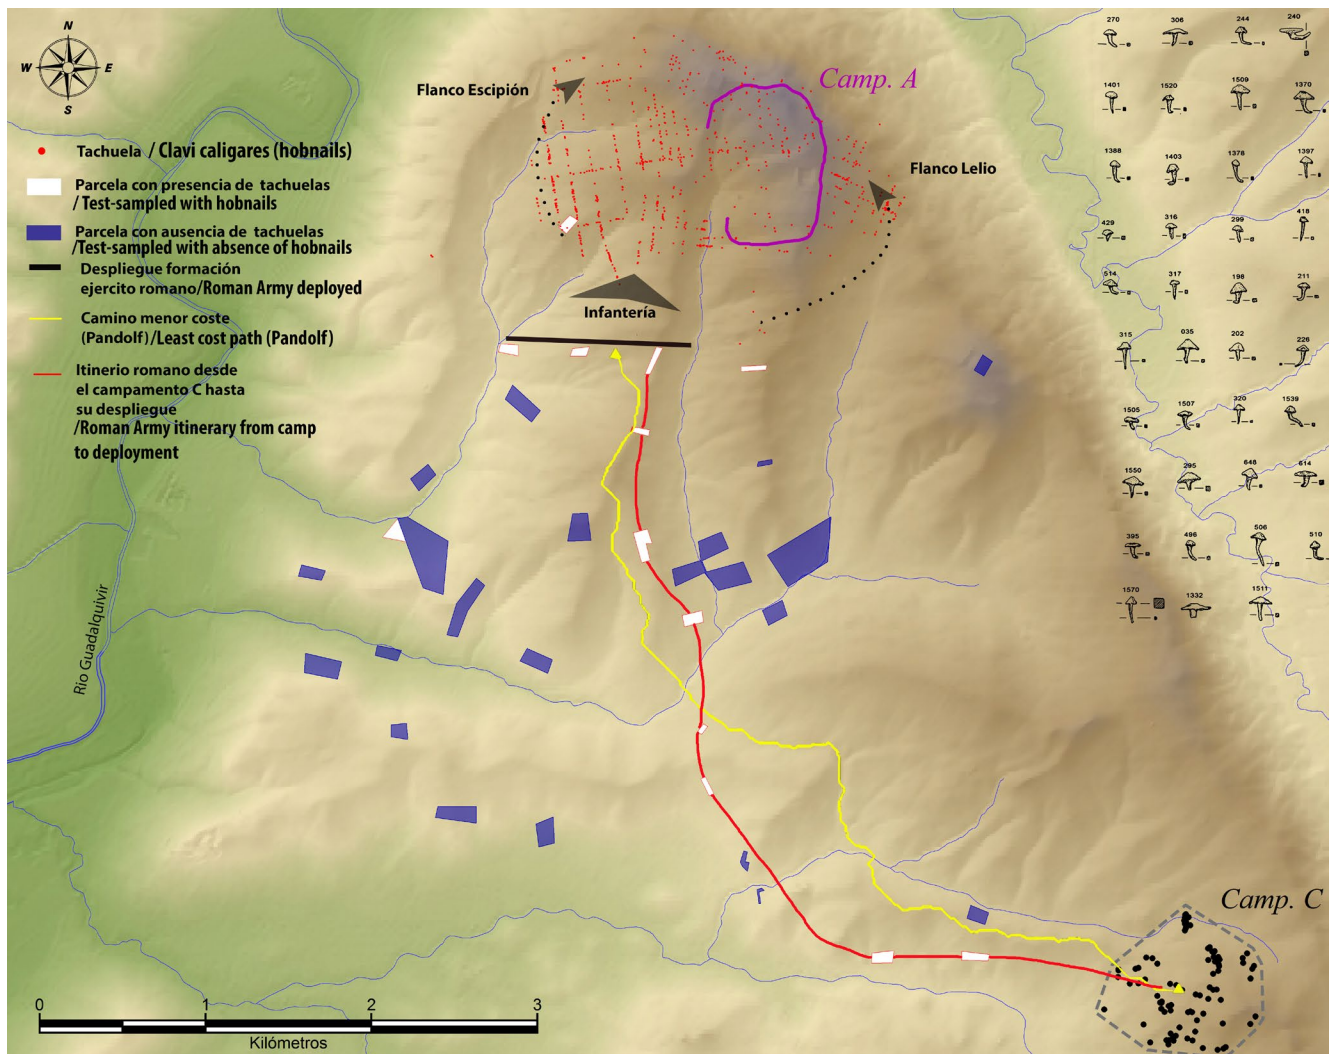 N
W
E
S
Tachuela / Clavi caligares (hobnails)
Parcela con presencia de tachuelas
/ Test-sampled with hobnails
Parcela con ausencia de tachuelas
/Test-sampled with absence of hobnails
Despliegue formación
ejercito romano/Roman Army deployed
Camino menor coste
(Pandolf)/Least cost path (Pandolf)
Itinerio romano desde
el campamento C hasta
su despliegue
/Roman Army itinerary from camp
to deployment
Flanco Escipión
Camp. A
Flanco Lelio
Infantería
Rio Guadalquivir
Camp. C
0 1 2 3
Kilómetros
270 306 244 240
1401 1520 1509 1370
1388 1403 1378 1397
429 316 299 418
514 317 198 211
315 035 202 226
1505 1507 320 1539
1550 295 648 614
395 496 506 510
1570 1332 1511